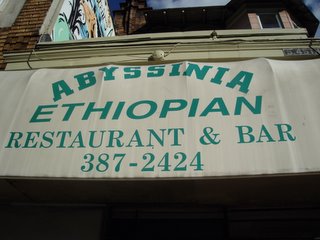 ABYSSINIA
ETHIOPIAN
RESTAURANT & BAR
387-2424